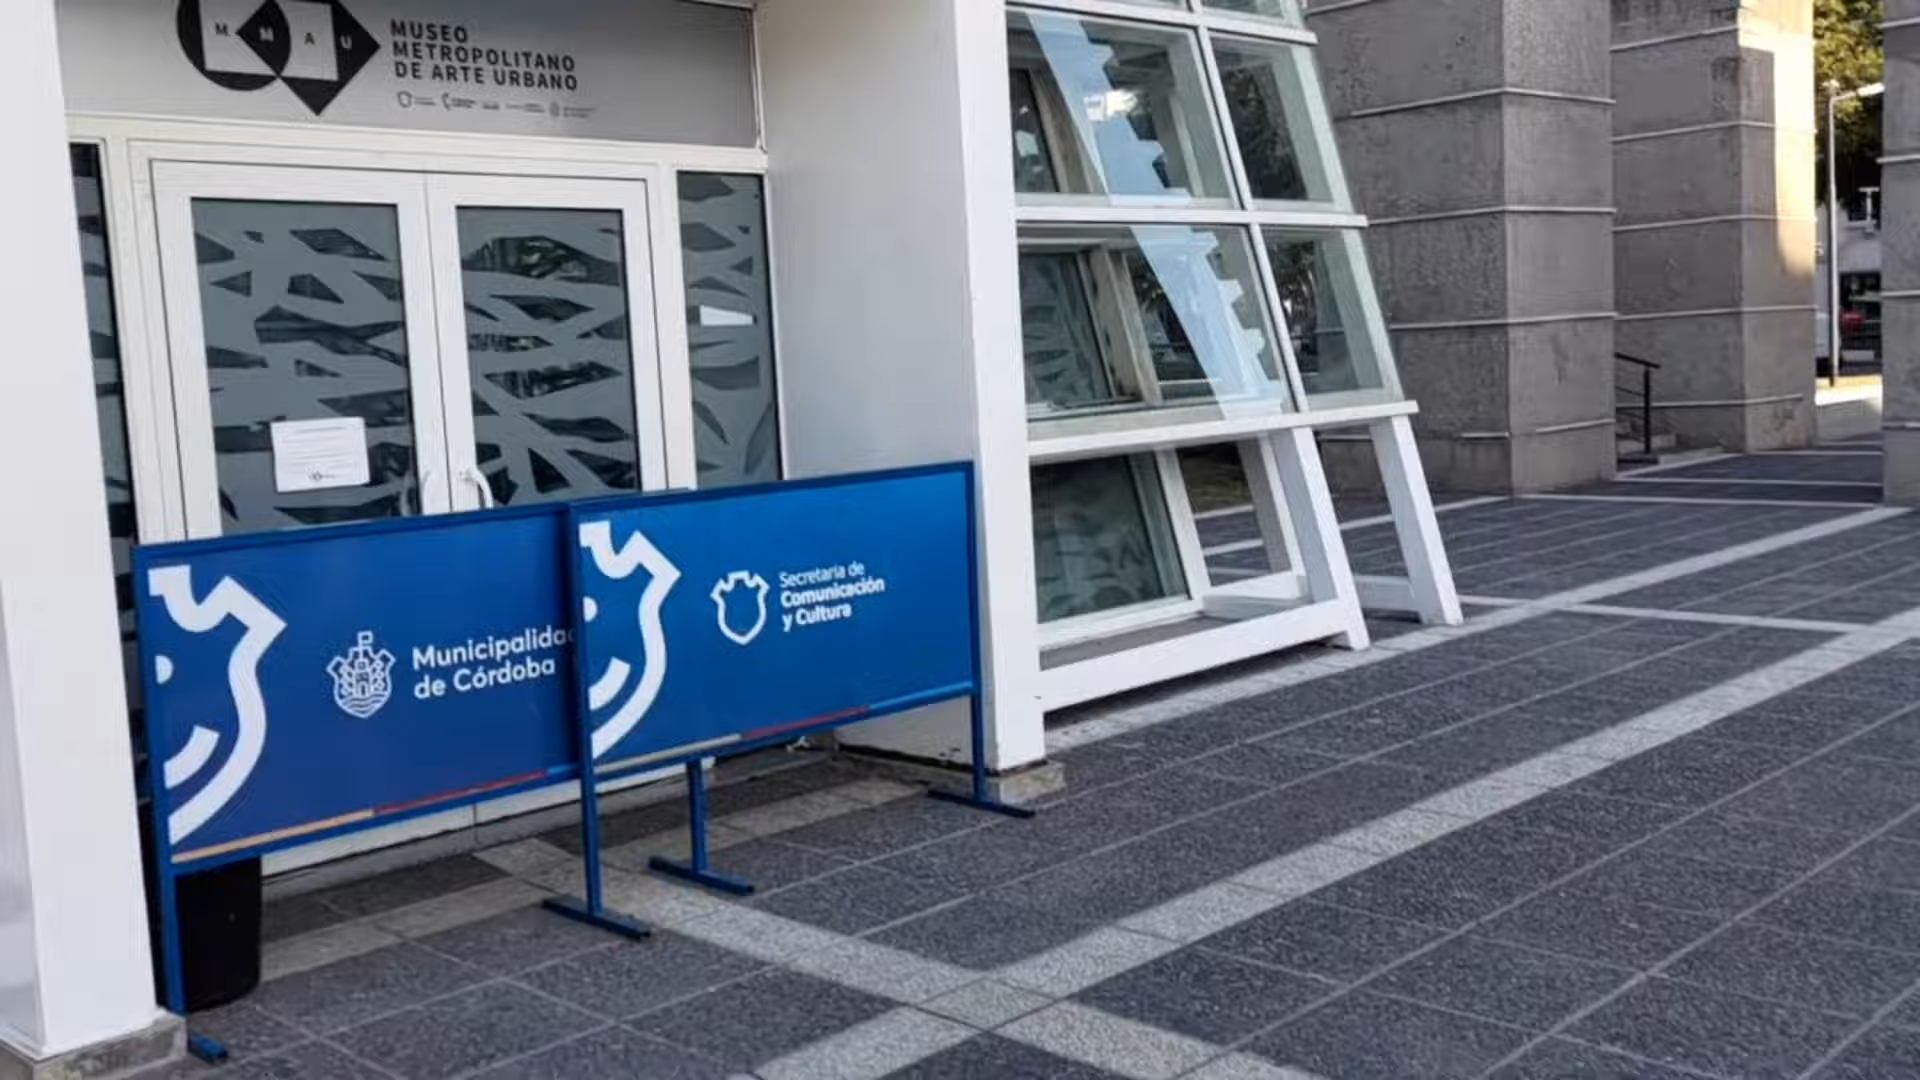 M M A U
MUSEO
METROPOLITANO
DE ARTE URBANO
Municipalidad
de Córdoba
Secretaría de
Comunicación
y Cultura